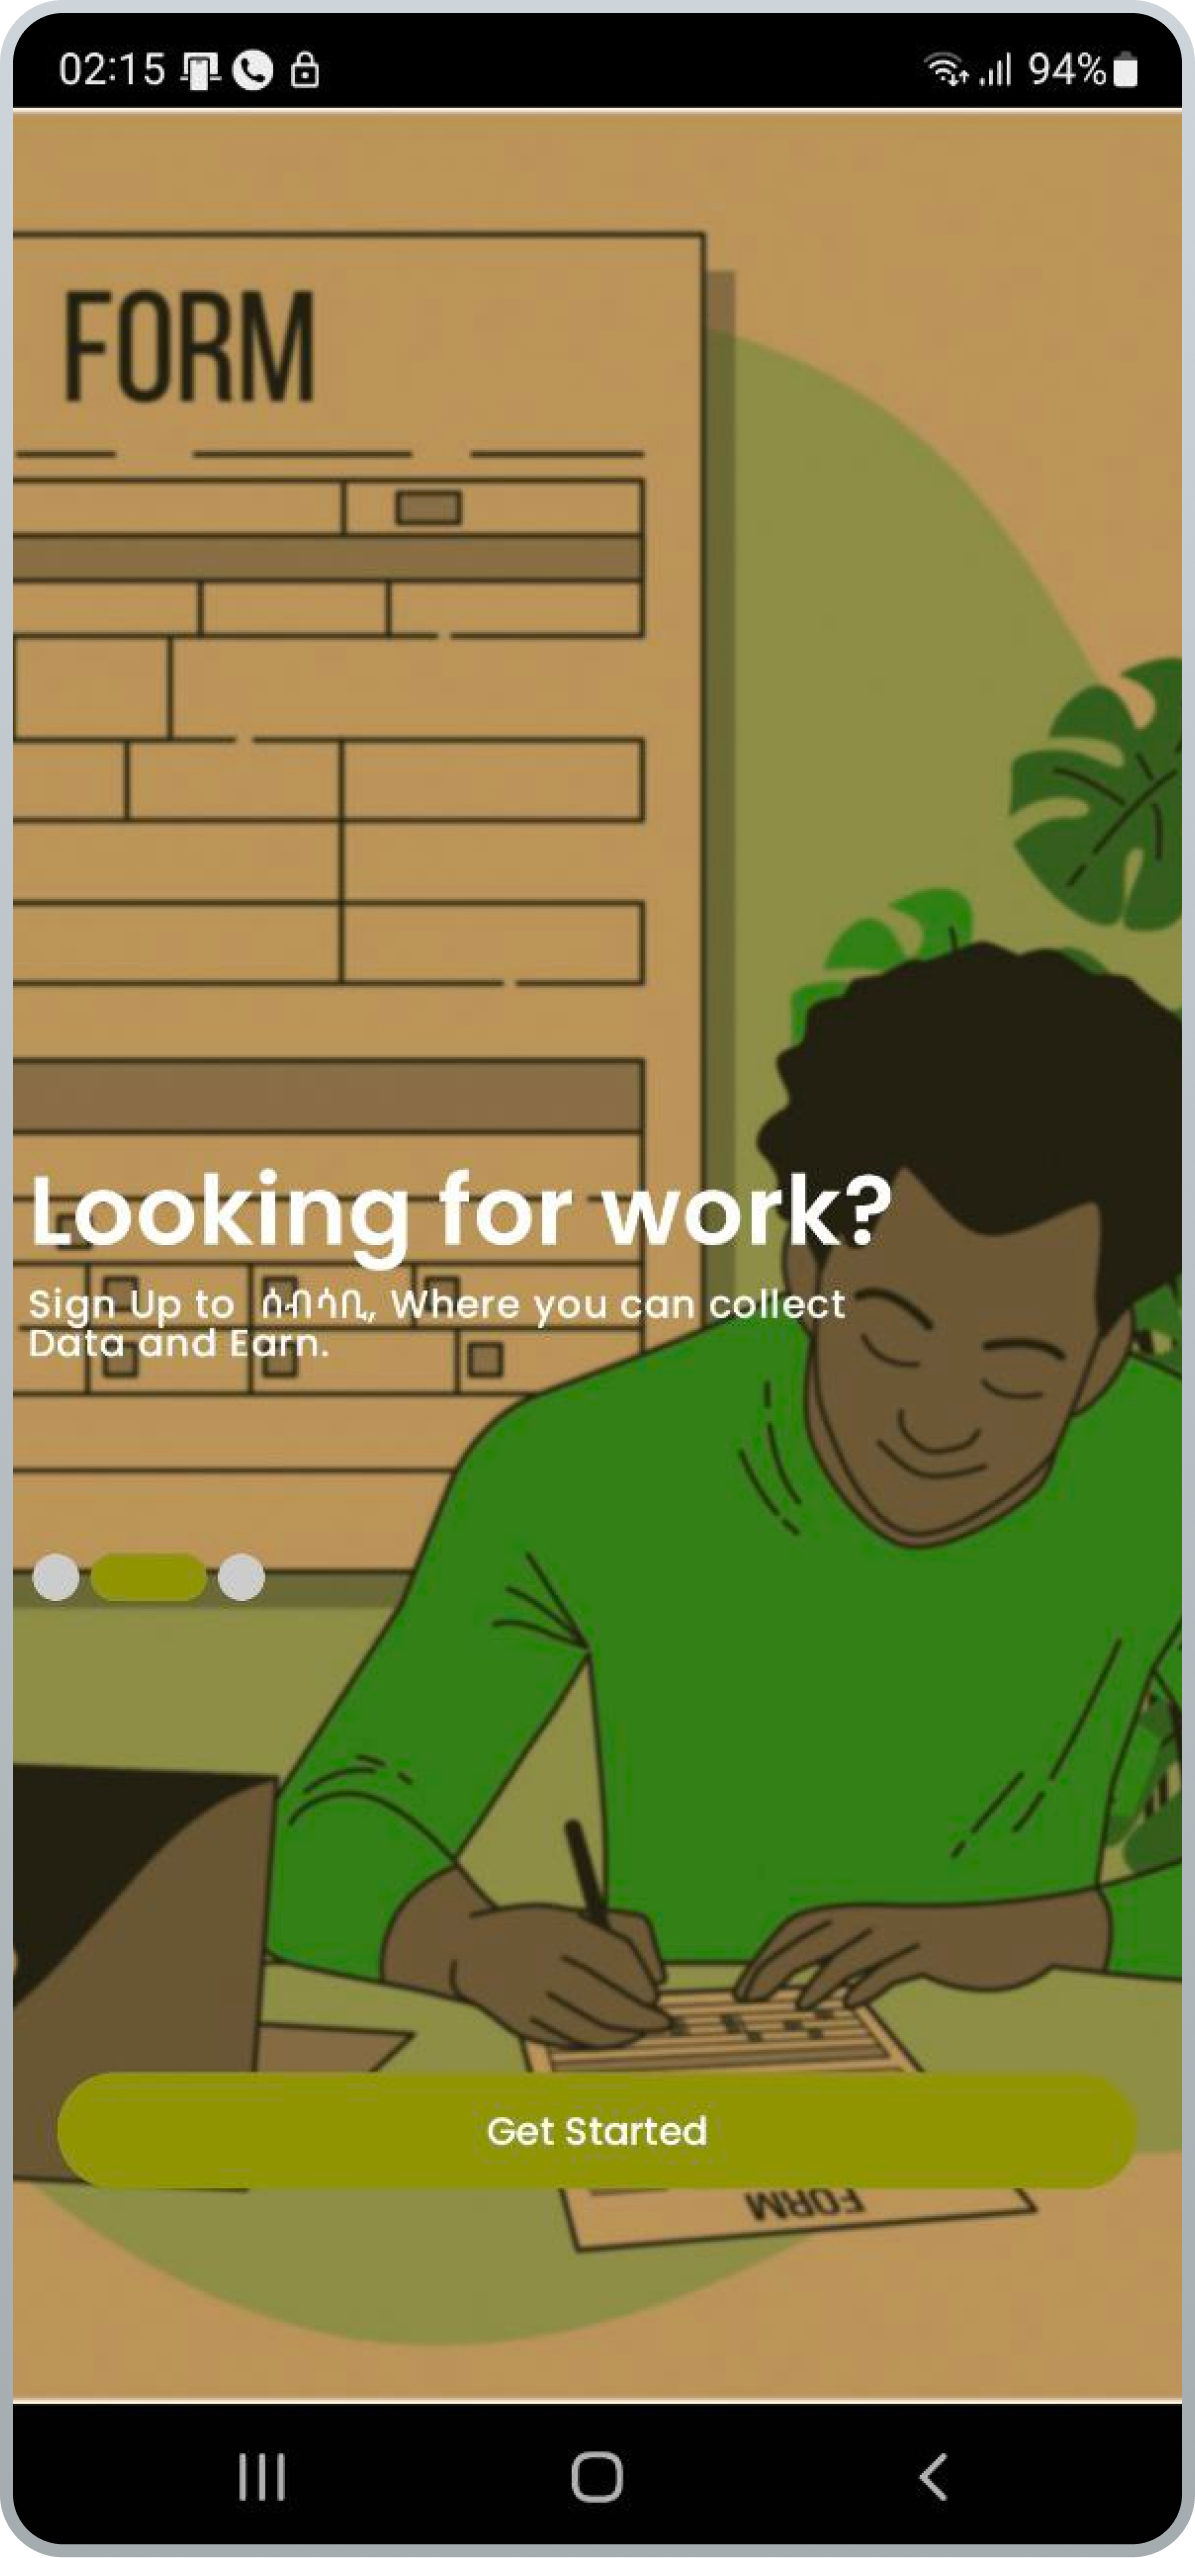 02:15
94%
FORM
Looking for work?
Sign Up to ሰብሳቢ, Where you can collect
Data and Earn.
Get Started
FORM